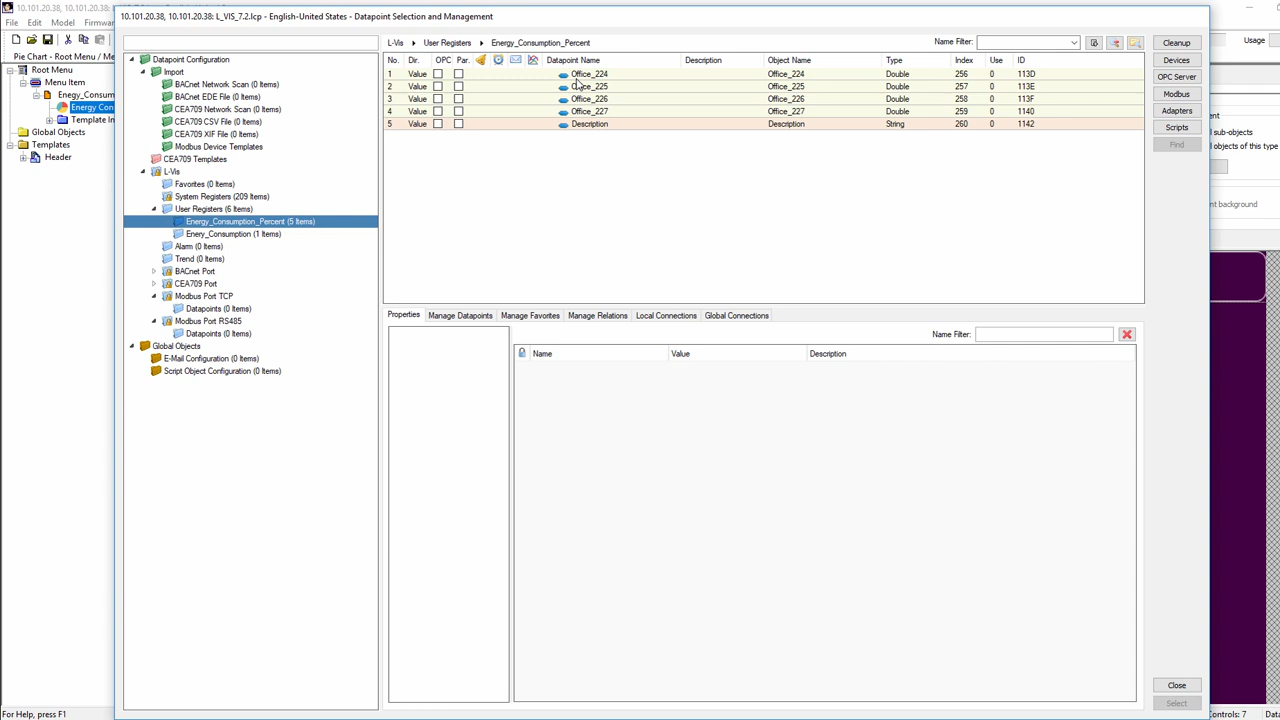 10.101.20.38, 10.101.20.38: L_VIS_7.2.lcp - English-United States - Datapoint Selection and Management
10.101.20.38
File Edit Model Firmwar
Usage
Pie Chart - Root Menu / Me
Root Menu
Menu Item
Enegy_Consum
Energy Con
Template In
Global Objects
Templates
Header
Datapoint Configuration
Import
BACnet Network Scan (0 Items)
BACnet EDE File (0 Items)
CEA709 Network Scan (0 Items)
CEA709 CSV File (0 Items)
CEA709 XIF File (0 Items)
Modbus Device Templates
CEA709 Templates
L-Vis
Favorites (0 Items)
System Registers (209 Items)
User Registers (6 Items)
Energy_Consumption_Percent (5 Items)
Enery_Consumption (1 Items)
Alarm (0 Items)
Trend (0 Items)
BACnet Port
CEA709 Port
Modbus Port TCP
Datapoints (0 Items)
Modbus Port RS485
Datapoints (0 Items)
Global Objects
E-Mail Configuration (0 Items)
Script Object Configuration (0 Items)
L-Vis User Registers Energy_Consumption_Percent
Name Filter:
No. Dir. OPC Par. Datapoint Name Description Object Name Type Index Use ID
1 Value Office_224 Office_224 Double 256 0 113D
2 Value Office_225 Office_225 Double 257 0 113E
3 Value Office_226 Office_226 Double 258 0 113F
4 Value Office_227 Office_227 Double 259 0 1140
5 Value Description Description String 260 0 1142
Properties Manage Datapoints Manage Favorites Manage Relations Local Connections Global Connections
Name Filter:
Name Value Description
Cleanup
Devices
OPC Server
Modbus
Adapters
Scripts
Find
Close
Select
sub-objects
objects of this type
nt background
For Help, press F1
Controls: 7
Data